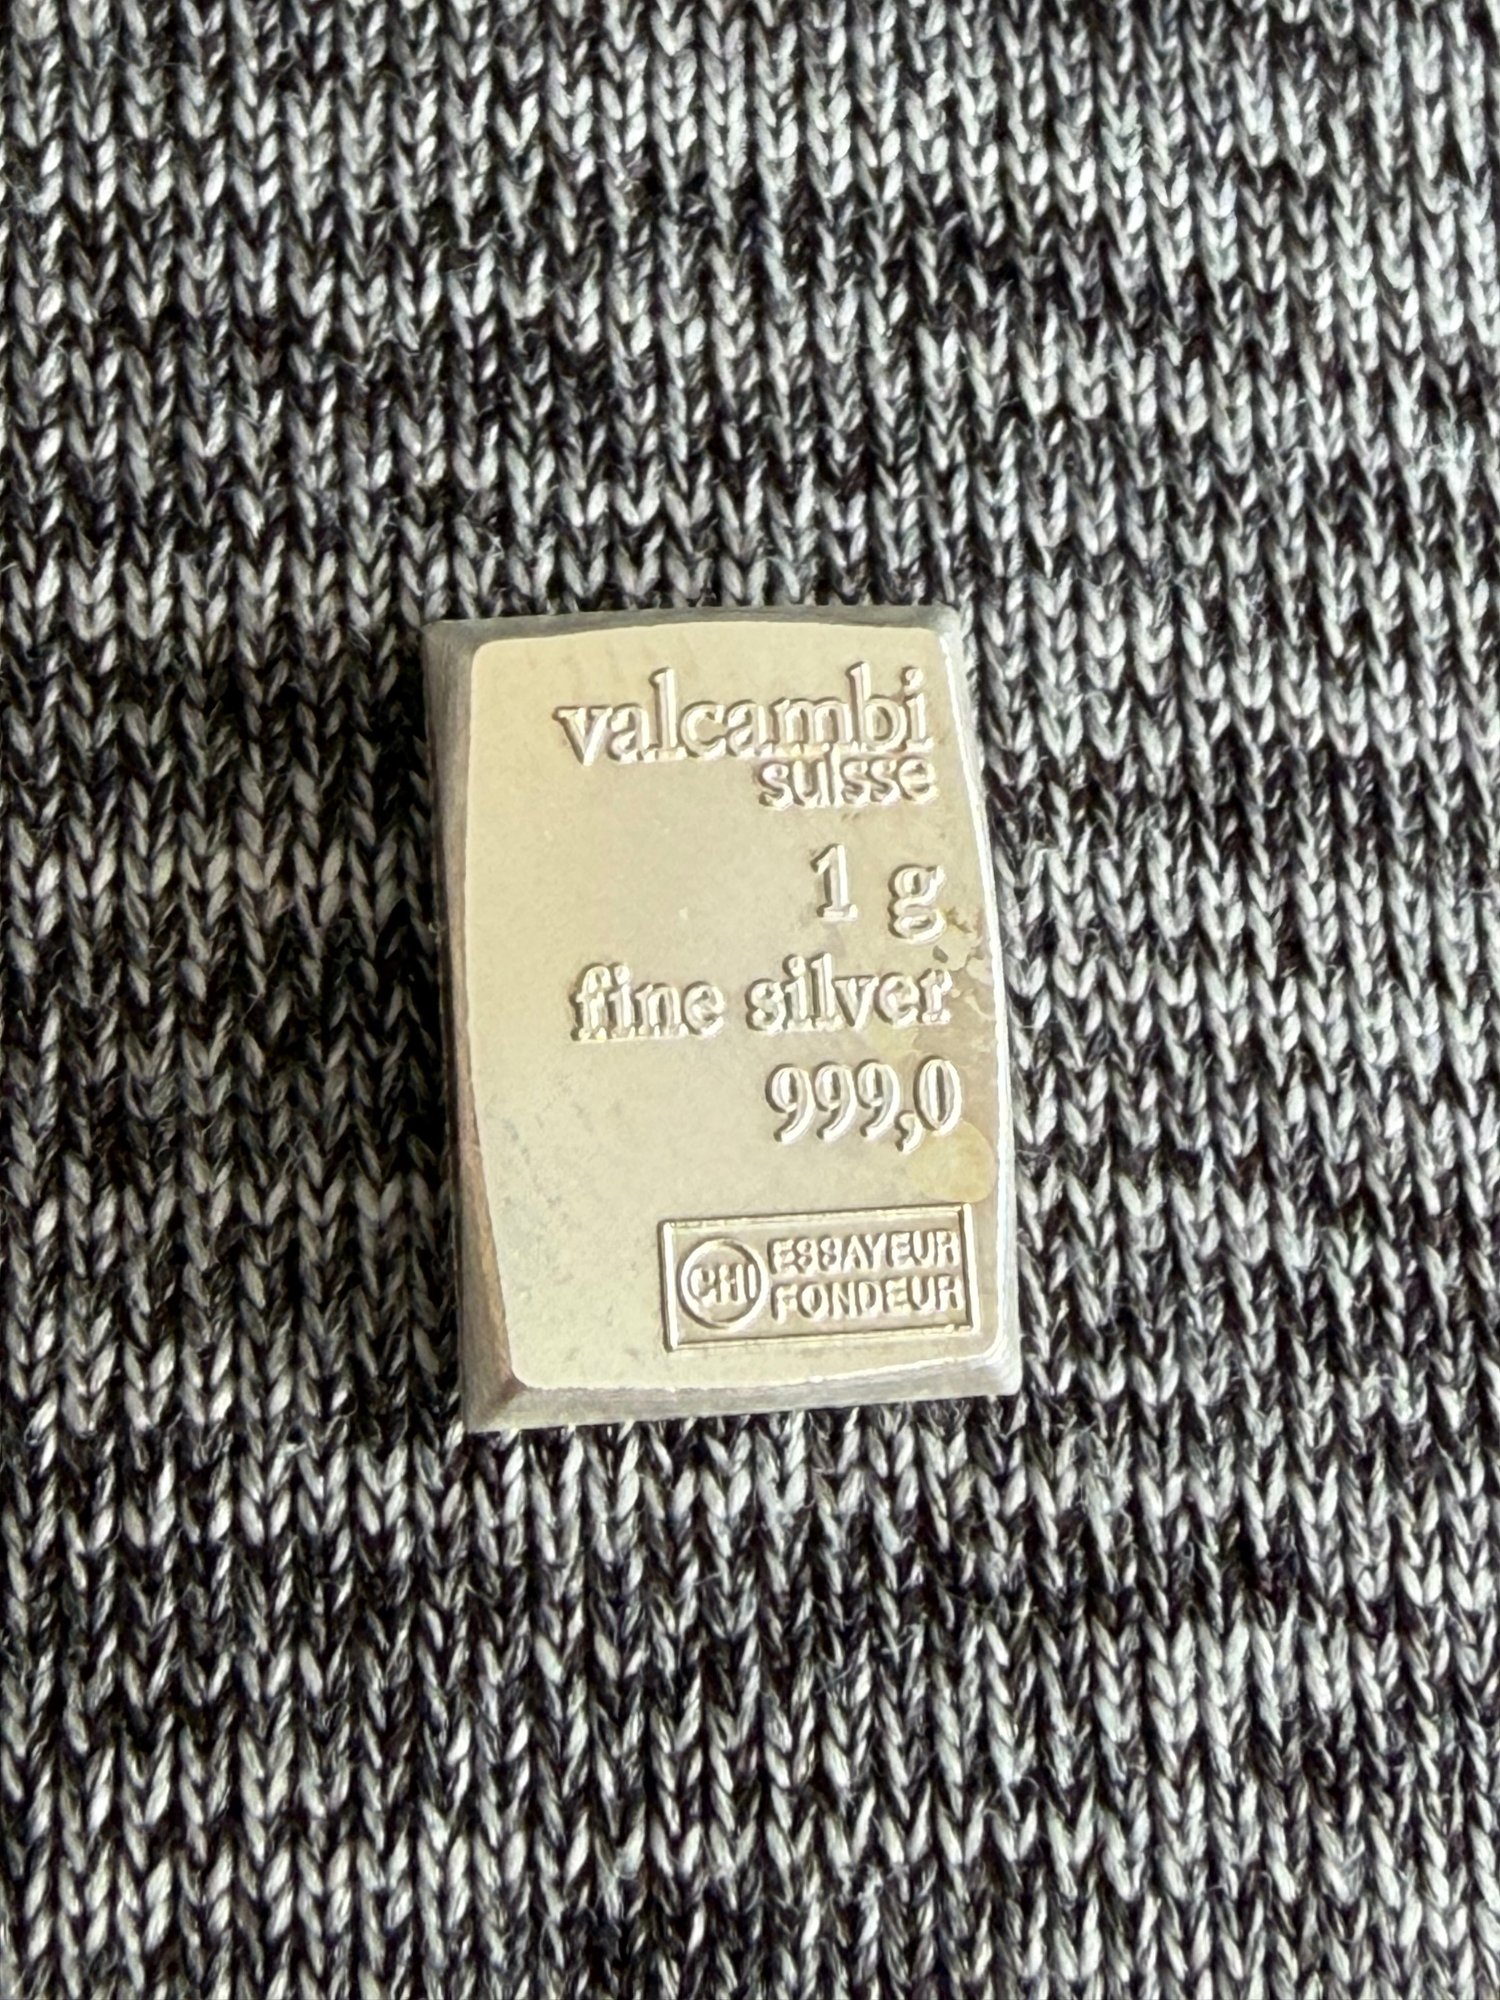 valcambi
suisse
1 g
fine silver
999,0
CHI ESSAYEUR
FONDEUR